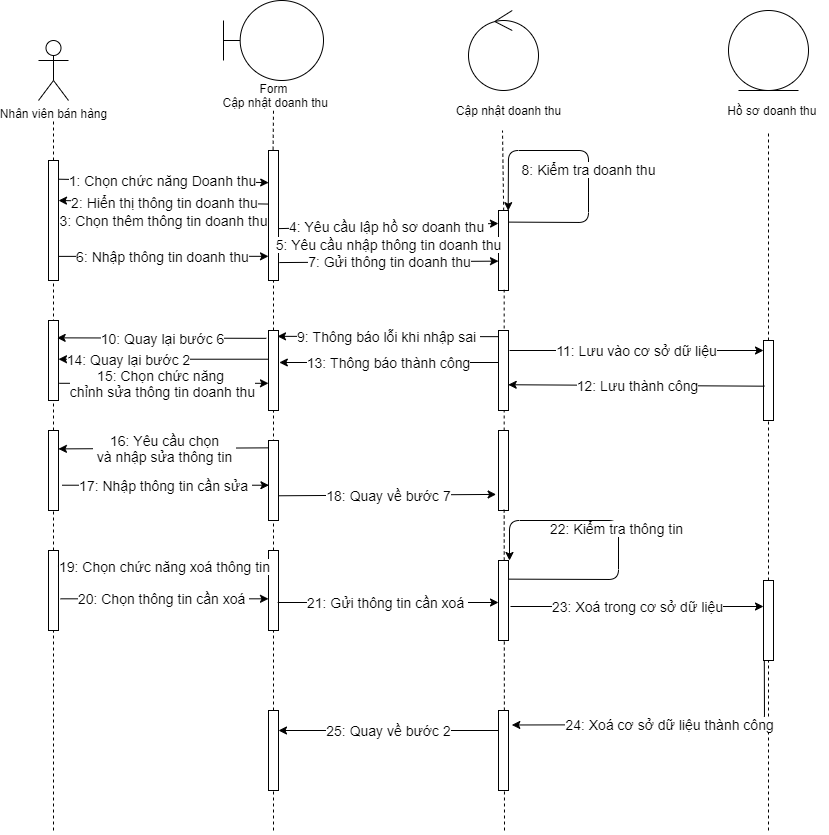 Nhân viên bán hàng
Form
Cập nhật doanh thu
Cập nhật doanh thu
Hồ sơ doanh thu
8: Kiểm tra doanh thu
1: Chọn chức năng Doanh thu
2: Hiển thị thông tin doanh thu
3: Chọn thêm thông tin doanh thu
4: Yêu cầu lập hồ sơ doanh thu
5: Yêu cầu nhập thông tin doanh thu
6: Nhập thông tin doanh thu
7: Gửi thông tin doanh thu
9: Thông báo lỗi khi nhập sai
10: Quay lại bước 6
11: Lưu vào cơ sở dữ liệu
14: Quay lại bước 2
13: Thông báo thành công
15: Chọn chức năng
chỉnh sửa thông tin doanh thu
12: Lưu thành công
16: Yêu cầu chọn
và nhập sửa thông tin
17: Nhập thông tin cần sửa
18: Quay về bước 7
22: Kiểm tra thông tin
19: Chọn chức năng xoá thông tin
20: Chọn thông tin cần xoá
21: Gửi thông tin cần xoá
23: Xoá trong cơ sở dữ liệu
24: Xoá cơ sở dữ liệu thành công
25: Quay về bước 2